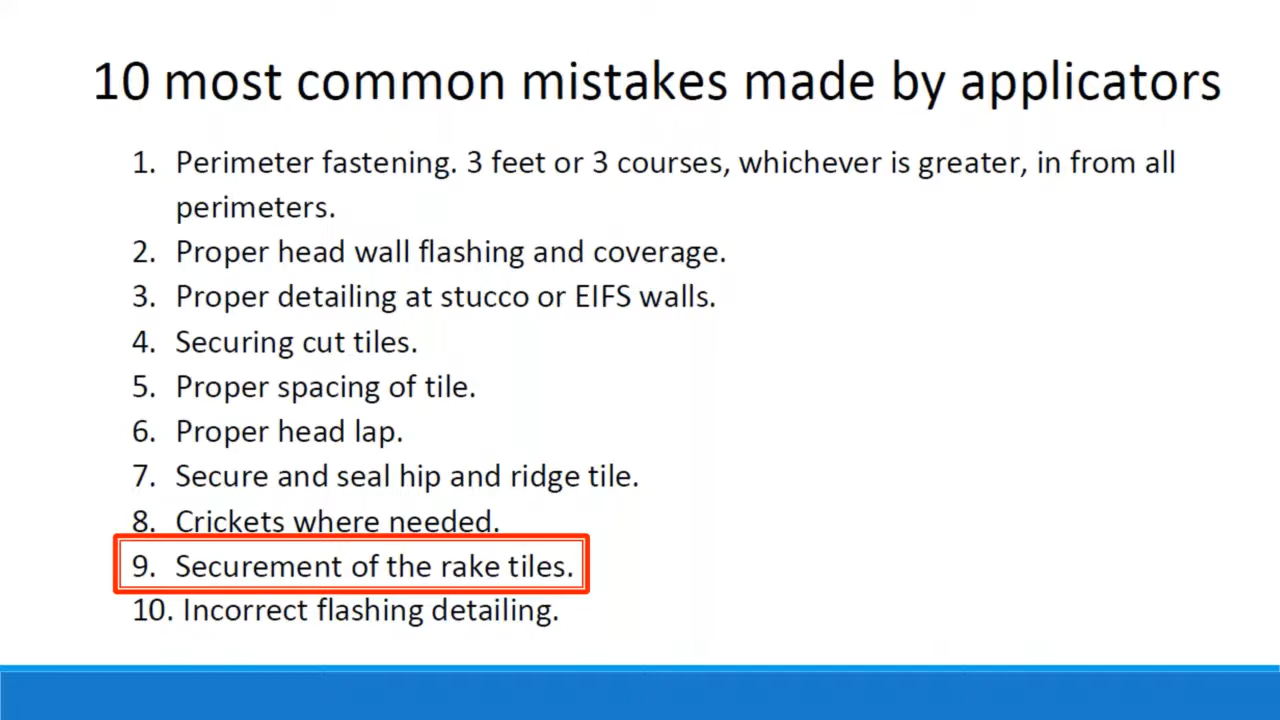 10 most common mistakes made by applicators
1. Perimeter fastening. 3 feet or 3 courses, whichever is greater, in from all
perimeters.
2. Proper head wall flashing and coverage.
3. Proper detailing at stucco or EIFS walls.
4. Securing cut tiles.
5. Proper spacing of tile.
6. Proper head lap.
7. Secure and seal hip and ridge tile.
8. Crickets where needed.
9. Securement of the rake tiles.
10. Incorrect flashing detailing.